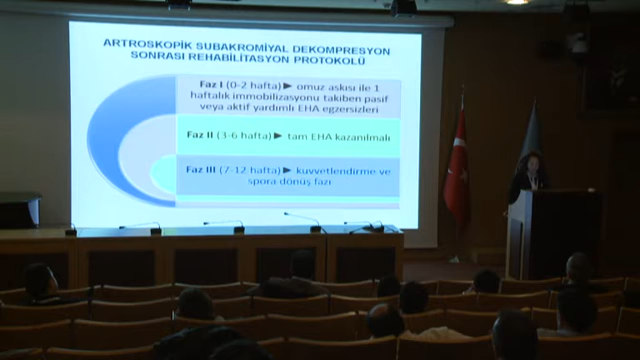 ARTROSKOPİK SUBAKROMİYAL DEKOMPRESYON
SONRASI REHABİLİTASYON PROTOKOLÜ
Faz I (0-2 hafta)► omuz askısı ile 1
haftalık immobilizasyonu takiben pasif
veya aktif yardımlı EHA egzersizleri
Faz II (3-6 hafta)► tam EHA kazanılmalı
Faz III (7-12 hafta)► kuvvetlendirme ve
spora dönüş fazı